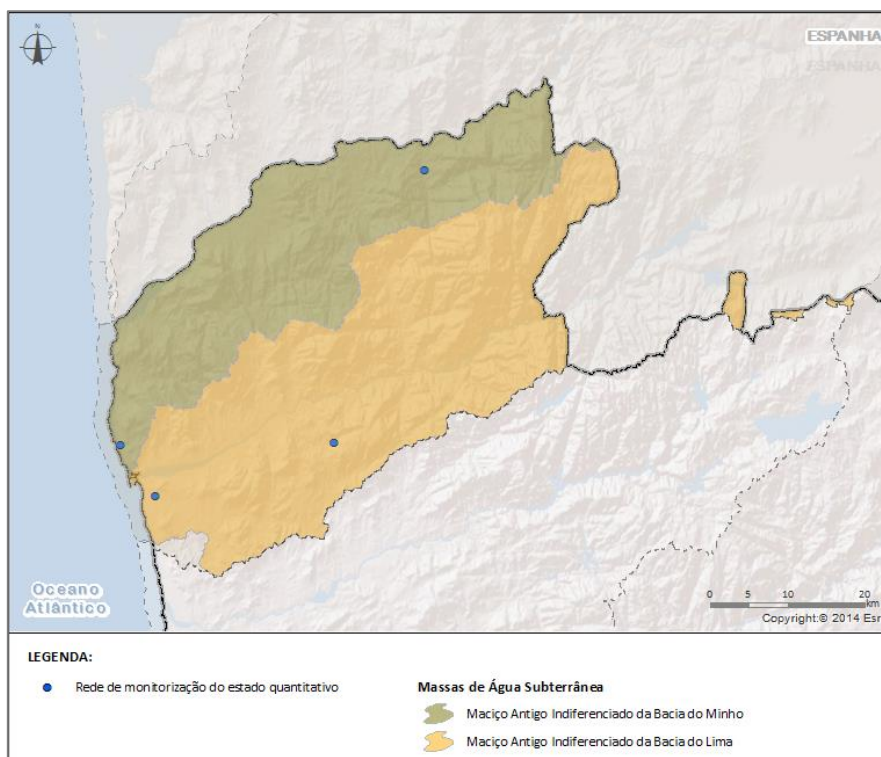 N
ESPANHA
ESPANHA
Oceano
Atlântico
0 5 10 20
km
Copyright:© 2014 Esr
LEGENDA:
Rede de monitorização do estado quantitativo
Massas de Água Subterrânea
Maciço Antigo Indiferenciado da Bacia do Minho
Maciço Antigo Indiferenciado da Bacia do Lima